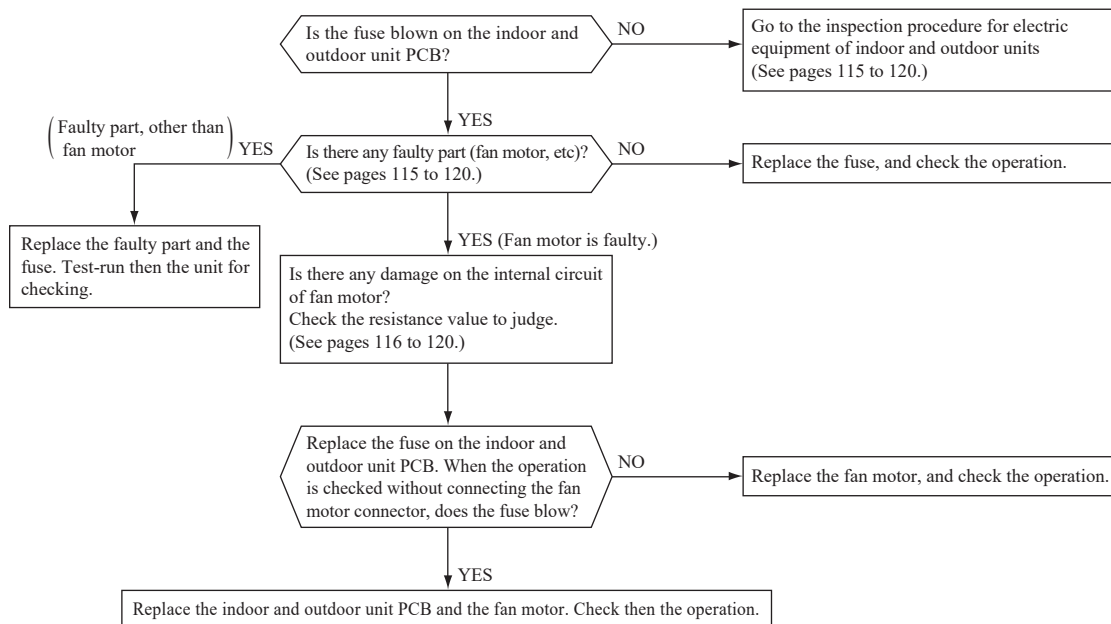 Is the fuse blown on the indoor and
outdoor unit PCB?
NO
Go to the inspection procedure for electric
equipment of indoor and outdoor units
(See pages 115 to 120.)
YES
(Faulty part, other than
fan motor)
YES
Is there any faulty part (fan motor, etc)?
(See pages 115 to 120.)
NO
Replace the fuse, and check the operation.
Replace the faulty part and the
fuse. Test-run then the unit for
checking.
YES (Fan motor is faulty.)
Is there any damage on the internal circuit
of fan motor?
Check the resistance value to judge.
(See pages 116 to 120.)
Replace the fuse on the indoor and
outdoor unit PCB. When the operation
is checked without connecting the fan
motor connector, does the fuse blow?
NO
Replace the fan motor, and check the operation.
YES
Replace the indoor and outdoor unit PCB and the fan motor. Check then the operation.